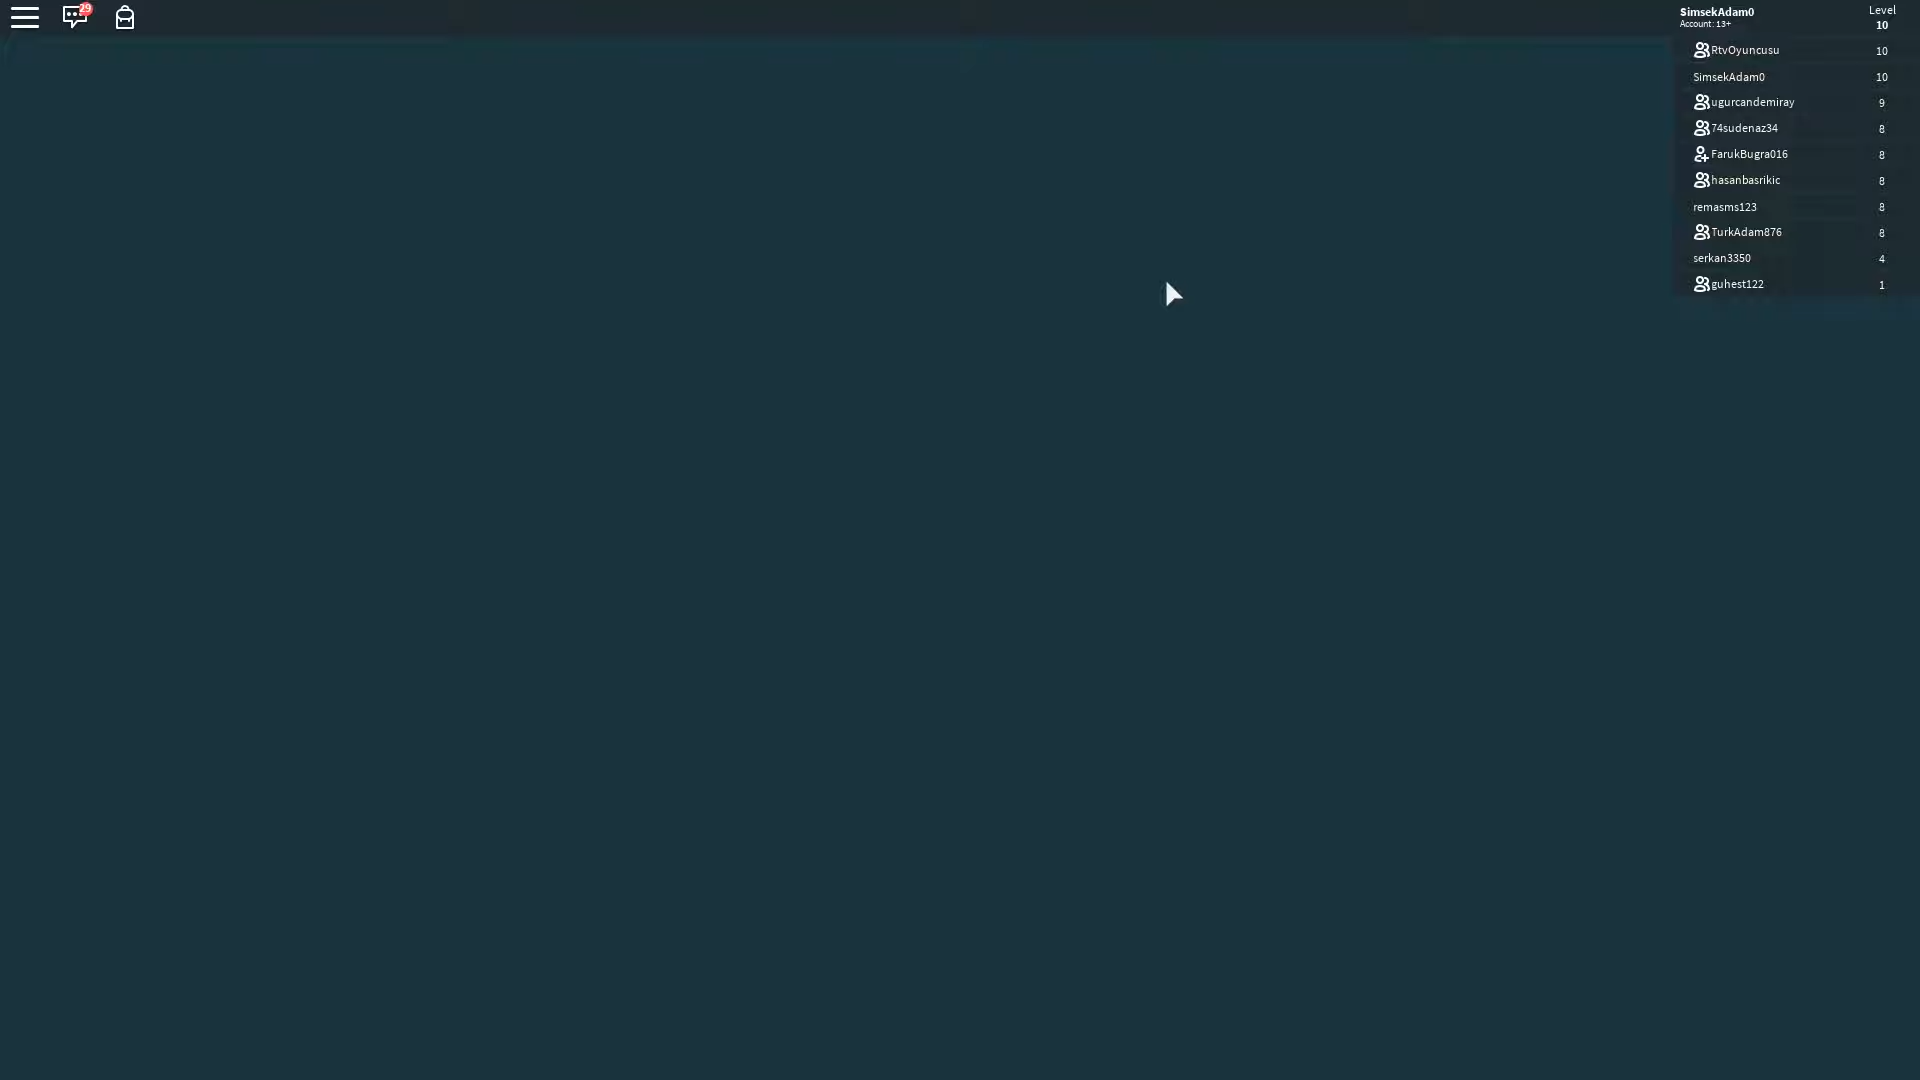 29
SimsekAdam0 Level
Account: 13+ 10
RtvOyuncusu 10
SimsekAdam0 10
ugurcandemiray 9
74sudenaz34 8
FarukBugra016 8
hasanbasrikic 8
remasms123 8
TurkAdam876 8
serkan3350 4
guhest122 1